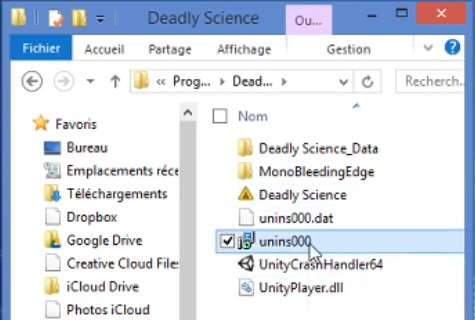 Deadly Science
Ou...
Fichier Accueil Partage Affichage Gestion
« Prog... Dead... Recherch...
Nom
Favoris
Bureau
Emplacements réce
Téléchargements
Dropbox
Google Drive
Creative Cloud Files
iCloud Drive
Photos iCloud
Deadly Science_Data
MonoBleedingEdge
Deadly Science
unins000.dat
unins000
UnityCrashHandler64
UnityPlayer.dll